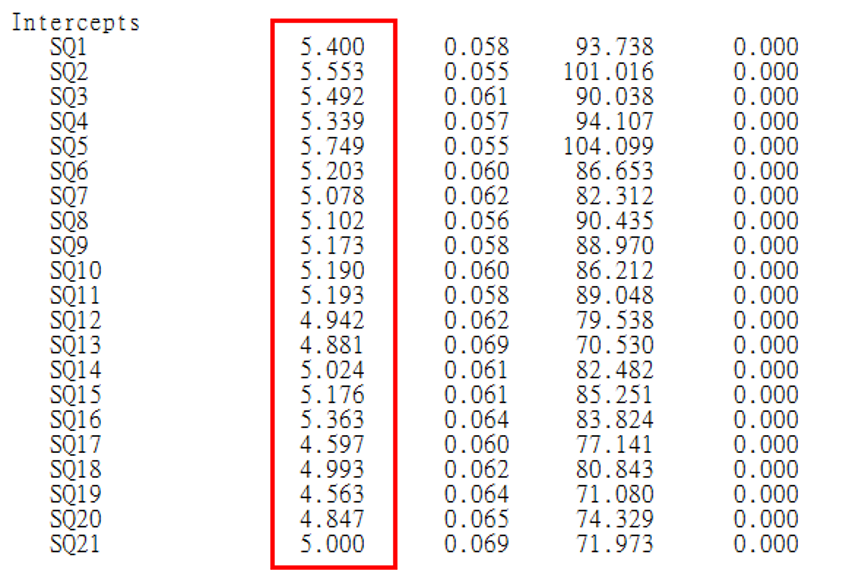 Intercepts
SQ1 5.400 0.058 93.738 0.000
SQ2 5.553 0.055 101.016 0.000
SQ3 5.492 0.061 90.038 0.000
SQ4 5.339 0.057 94.107 0.000
SQ5 5.749 0.055 104.099 0.000
SQ6 5.203 0.060 86.653 0.000
SQ7 5.078 0.062 82.312 0.000
SQ8 5.102 0.056 90.435 0.000
SQ9 5.173 0.058 88.970 0.000
SQ10 5.190 0.060 86.212 0.000
SQ11 5.193 0.058 89.048 0.000
SQ12 4.942 0.062 79.538 0.000
SQ13 4.881 0.069 70.530 0.000
SQ14 5.024 0.061 82.482 0.000
SQ15 5.176 0.061 85.251 0.000
SQ16 5.363 0.064 83.824 0.000
SQ17 4.597 0.060 77.141 0.000
SQ18 4.993 0.062 80.843 0.000
SQ19 4.563 0.064 71.080 0.000
SQ20 4.847 0.065 74.329 0.000
SQ21 5.000 0.069 71.973 0.000